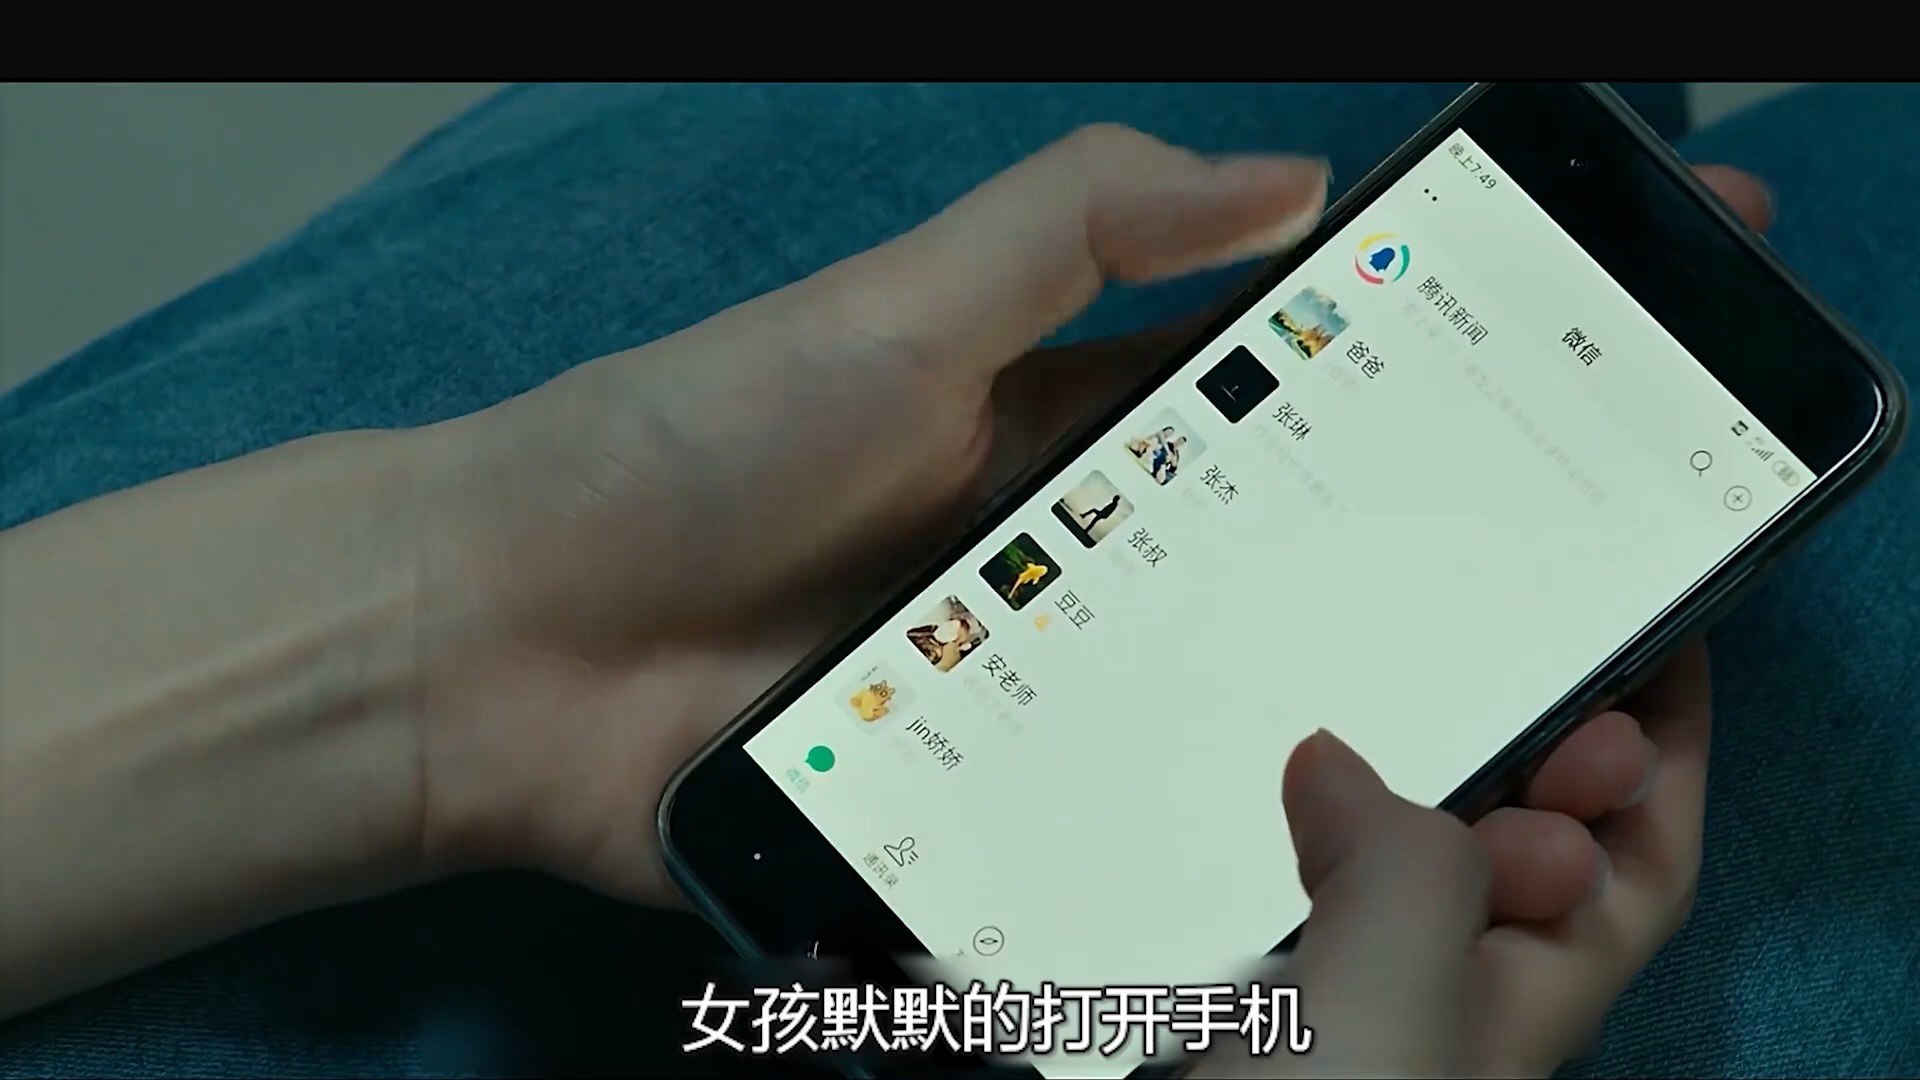 晚上7:49
微信
腾讯新闻
爸爸
张琳
张杰
张叔
豆豆
安老师
jin娇娇
微信
通讯录
女孩默默的打开手机